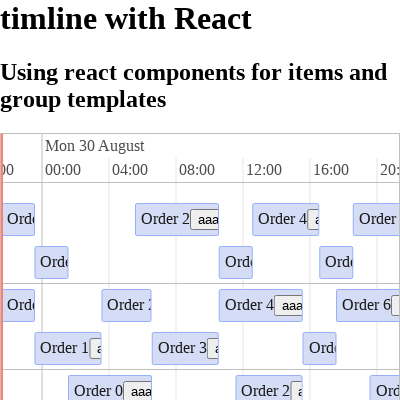 timline with React
Using react components for items and
group templates
Mon 30 August
00 00:00 04:00 08:00 12:00 16:00 20:
Orde Order 2 aaa Order 4 a Order
Orde Orde Orde
Orde Order 2 Order 4 aaa Order 6
Order 1 a Order 3 a Orde
Order 0 aaa Order 2 a Ord